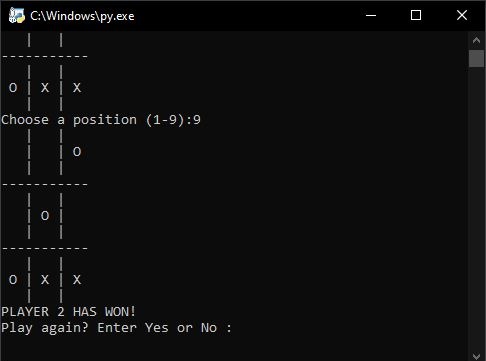 C:\Windows\py.exe
   |   |
-----------
   |   |
 O | X | X
   |   |
Choose a position (1-9):9
   |   |
   |   | O
   |   |
-----------
   |   |
   | O |
   |   |
-----------
   |   |
 O | X | X
   |   |
PLAYER 2 HAS WON!
Play again? Enter Yes or No :